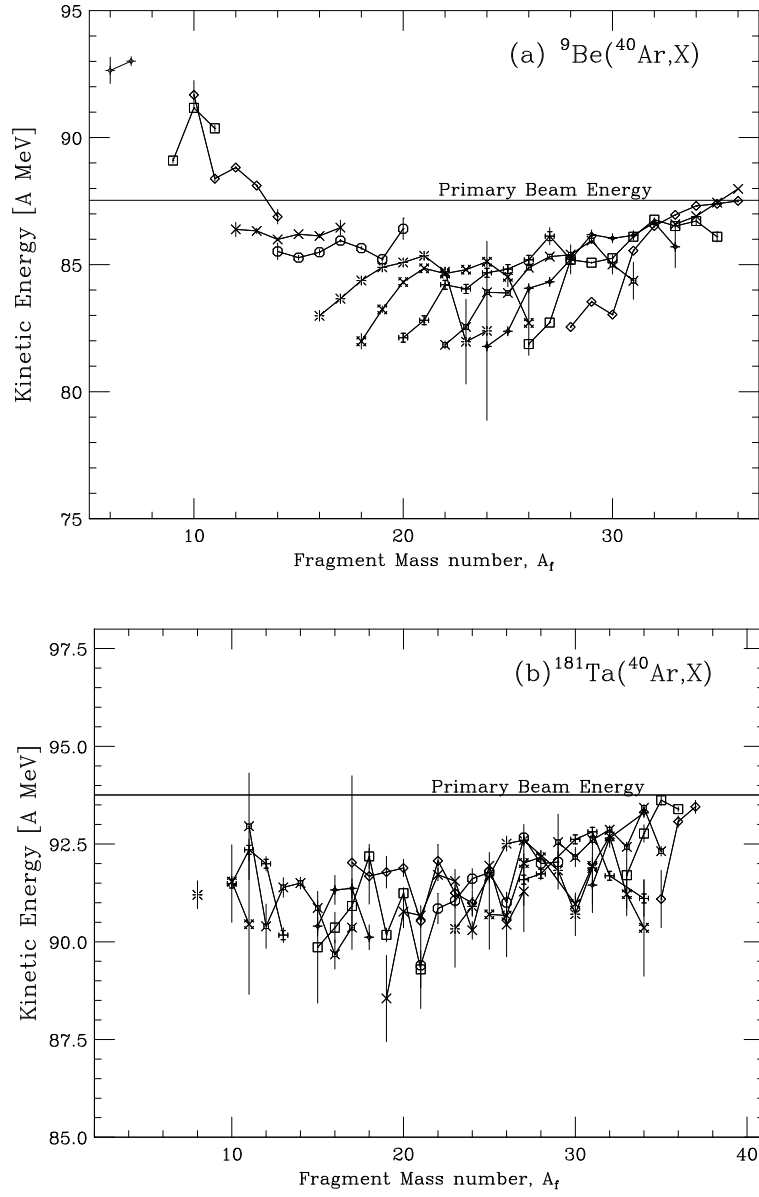 95
(a) ⁹Be(⁴⁰Ar,X)
90
Primary Beam Energy
85
80
75
Kinetic Energy [A MeV]
10 20 30
Fragment Mass number, A_f
97.5
(b)¹⁸¹Ta(⁴⁰Ar,X)
95.0
Primary Beam Energy
92.5
90.0
87.5
85.0
Kinetic Energy [A MeV]
10 20 30 40
Fragment Mass number, A_f